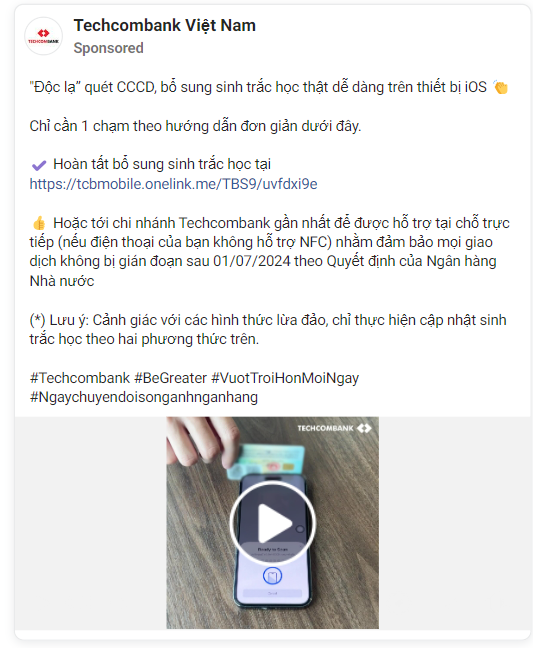 TECHCOMBANK
Techcombank Việt Nam
Sponsored
"Độc lạ” quét CCCD, bổ sung sinh trắc học thật dễ dàng trên thiết bị iOS 👏
Chỉ cần 1 chạm theo hướng dẫn đơn giản dưới đây.
✔ Hoàn tất bổ sung sinh trắc học tại
https://tcbmobile.onelink.me/TBS9/uvfdxi9e
👍 Hoặc tới chi nhánh Techcombank gần nhất để được hỗ trợ tại chỗ trực
tiếp (nếu điện thoại của bạn không hỗ trợ NFC) nhằm đảm bảo mọi giao
dịch không bị gián đoạn sau 01/07/2024 theo Quyết định của Ngân hàng
Nhà nước
(*) Lưu ý: Cảnh giác với các hình thức lừa đảo, chỉ thực hiện cập nhật sinh
trắc học theo hai phương thức trên.
#Techcombank #BeGreater #VuotTroiHonMoiNgay
#Ngaychuyendoisonganhnganhang
TECHCOMBANK
Ready to Scan